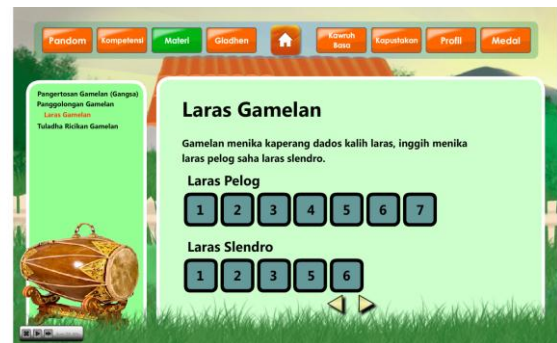 Pandom
Kompetensi
Materi
Gladhen
Kawruh
Basa
Kapustakan
Profil
Medal
Pangertosan Gamelan (Gangsa)
Panggolongan Gamelan
Laras Gamelan
Tuladha Ricikan Gamelan
Laras Gamelan
Gamelan menika kaperang dados kalih laras, inggih menika
laras pelog saha laras slendro.
Laras Pelog
1 2 3 4 5 6 7
Laras Slendro
1 2 3 5 6